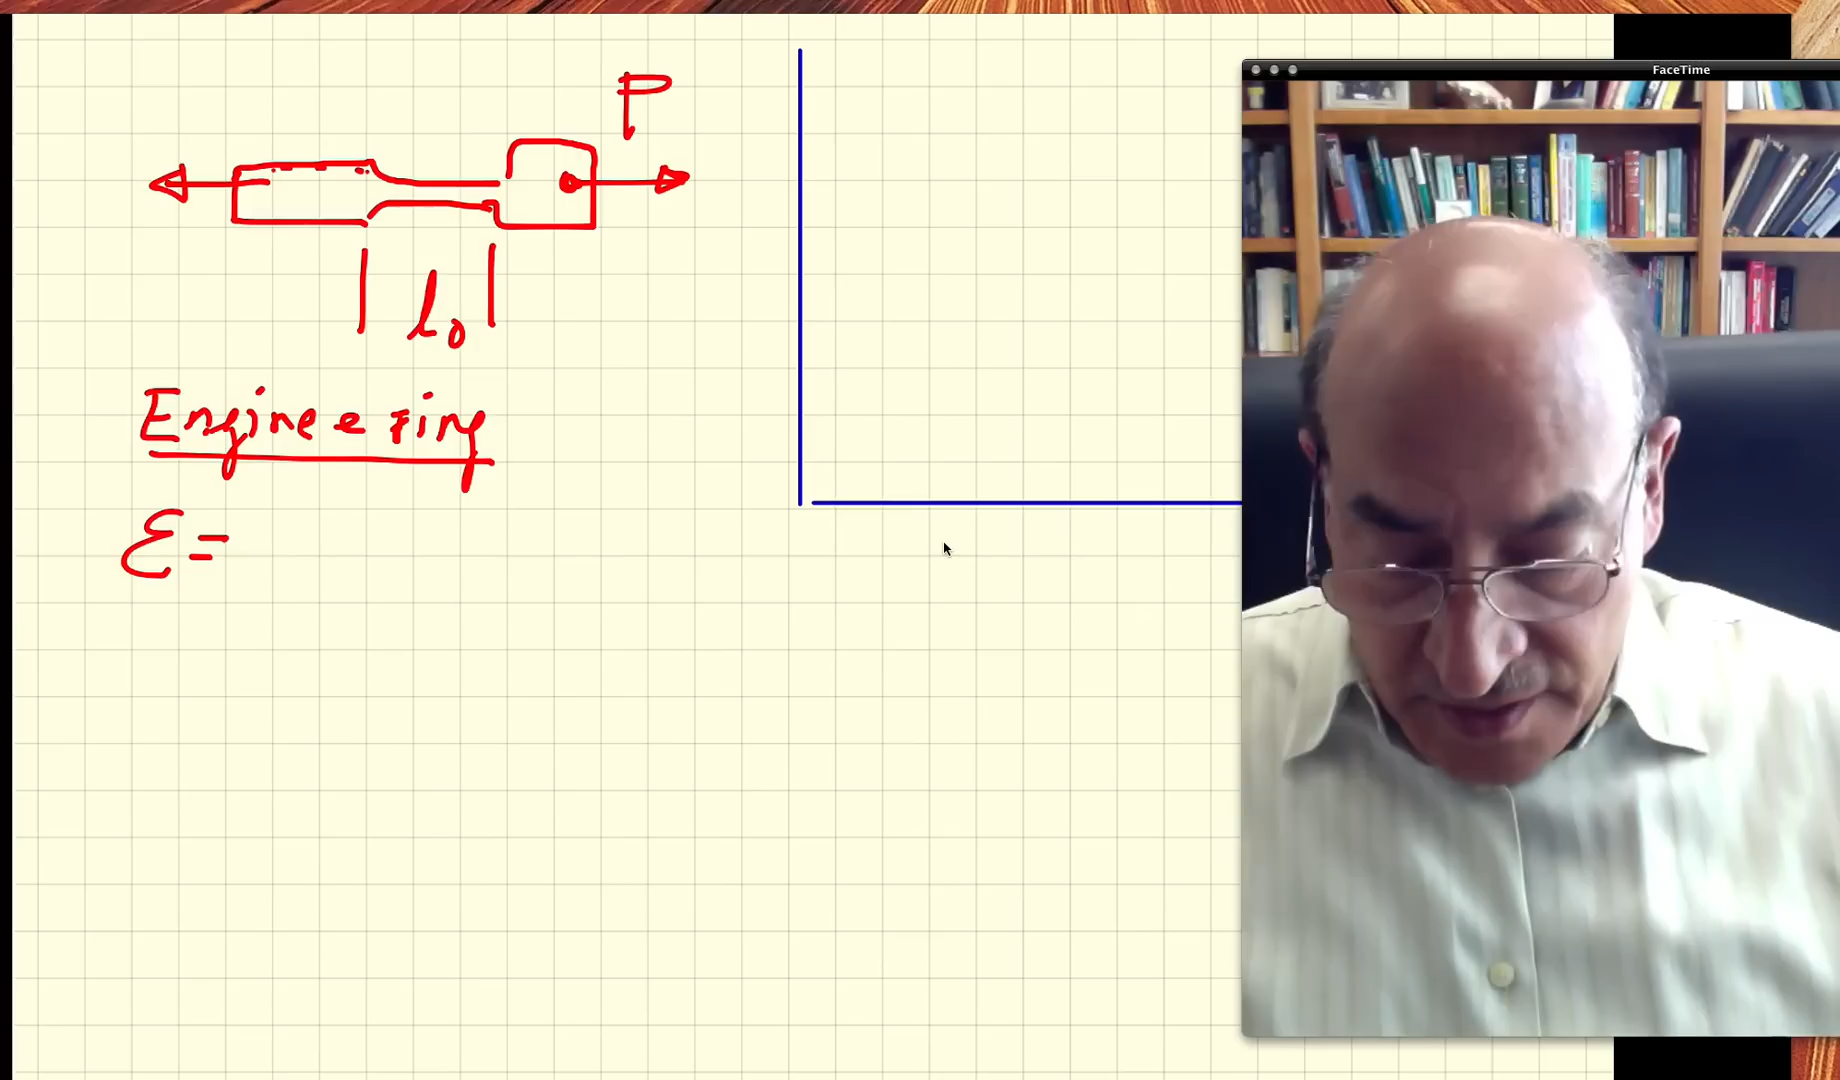 FaceTime
P
l₀
Engineering
ε =